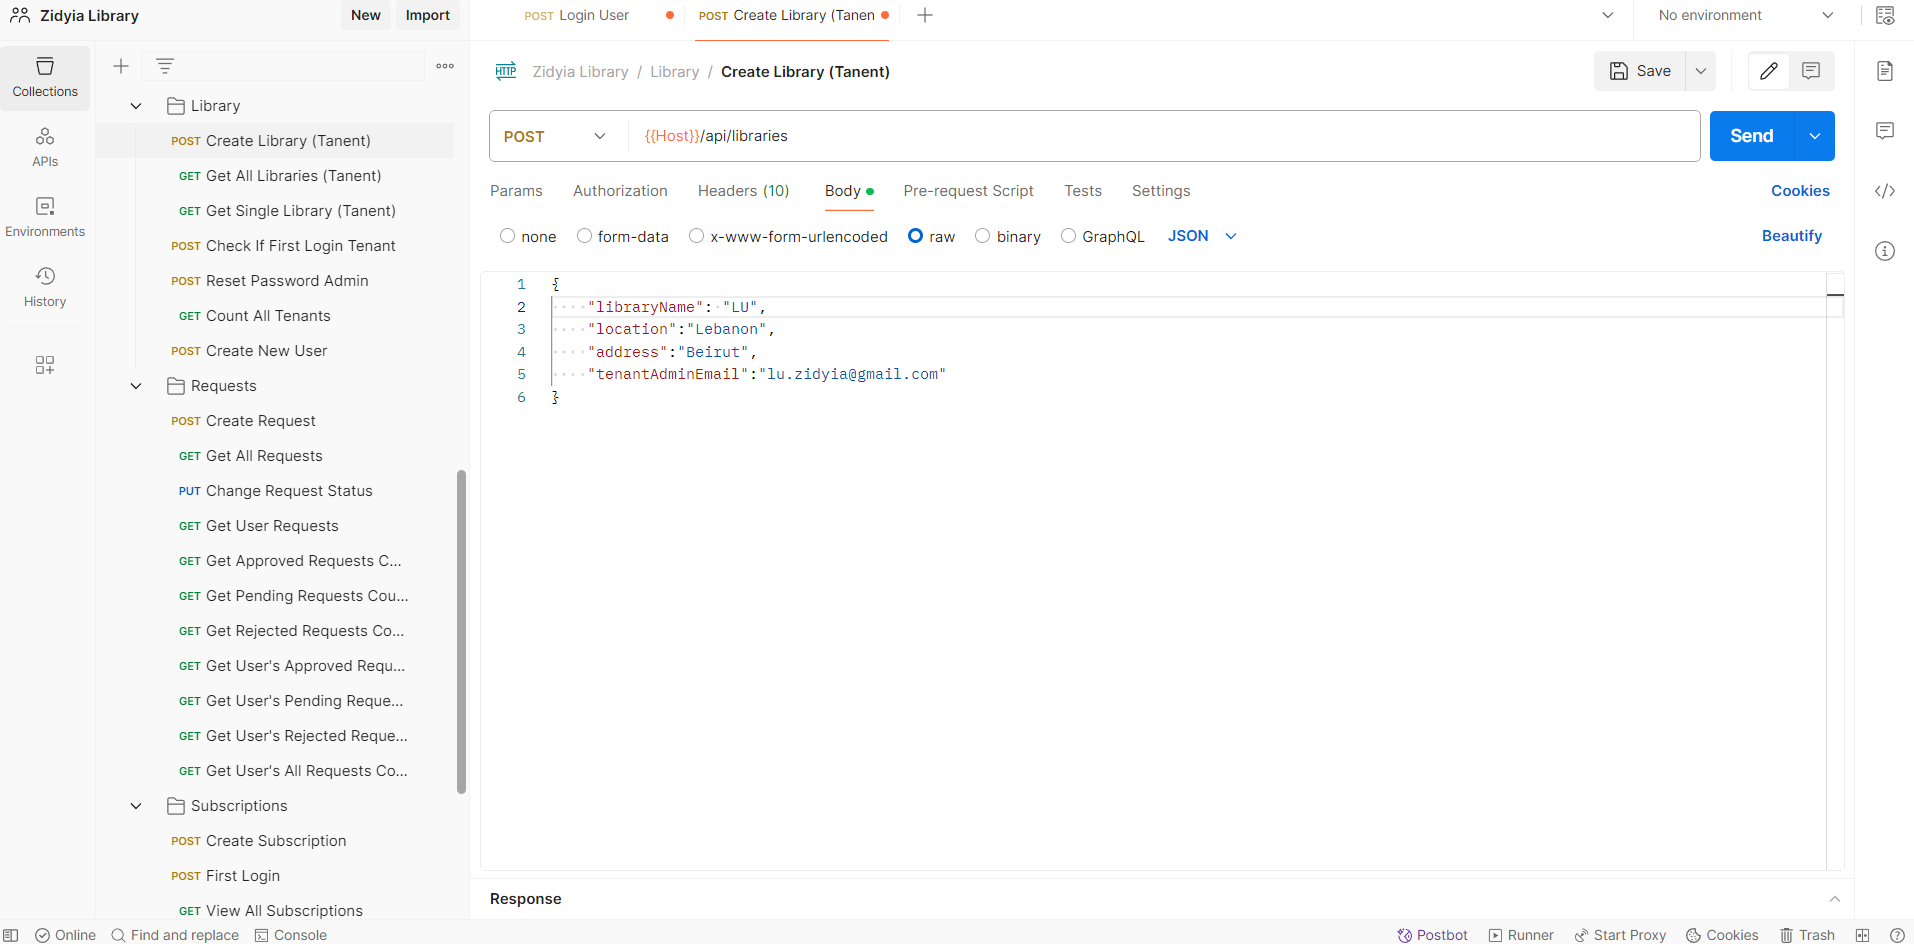 Zidyia Library
New
Import
POST Login User
POST Create Library (Tanen
No environment
Collections
APIs
Environments
History
Library
POST Create Library (Tanent)
GET Get All Libraries (Tanent)
GET Get Single Library (Tanent)
POST Check If First Login Tenant
POST Reset Password Admin
GET Count All Tenants
POST Create New User
Requests
POST Create Request
GET Get All Requests
PUT Change Request Status
GET Get User Requests
GET Get Approved Requests C...
GET Get Pending Requests Cou...
GET Get Rejected Requests Co...
GET Get User's Approved Requ...
GET Get User's Pending Reque...
GET Get User's Rejected Reque...
GET Get User's All Requests Co...
Subscriptions
POST Create Subscription
POST First Login
GET View All Subscriptions
HTTP Zidyia Library / Library / Create Library (Tanent)
Save
POST {{Host}}/api/libraries
Send
Params Authorization Headers (10) Body Pre-request Script Tests Settings
Cookies
none form-data x-www-form-urlencoded raw binary GraphQL JSON
Beautify
1 {
2 "libraryName": "LU",
3 "location":"Lebanon",
4 "address":"Beirut",
5 "tenantAdminEmail":"lu.zidyia@gmail.com"
6 }
Response
Online Find and replace Console
Postbot Runner Start Proxy Cookies Trash